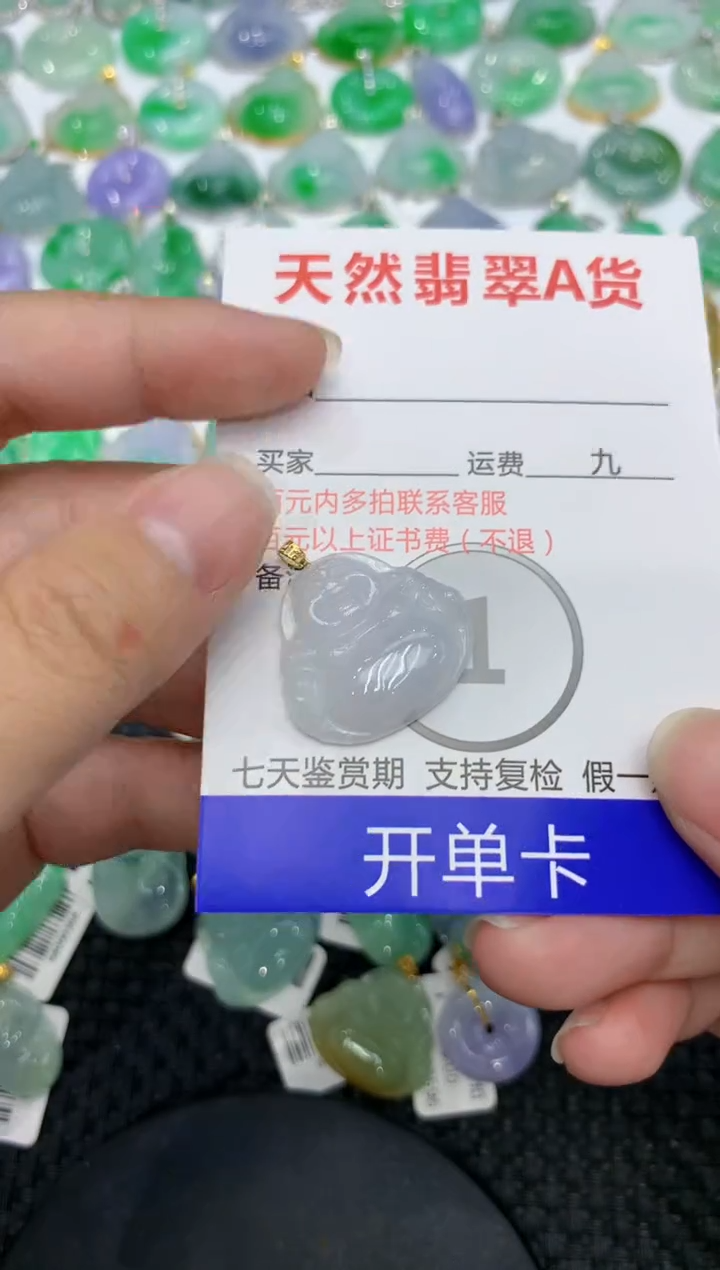 天然翡翠A货
买家 运费 九
百元内多拍联系客服
百元以上证书费（不退）
备
1
七天鉴赏期 支持复检 假一
开单卡